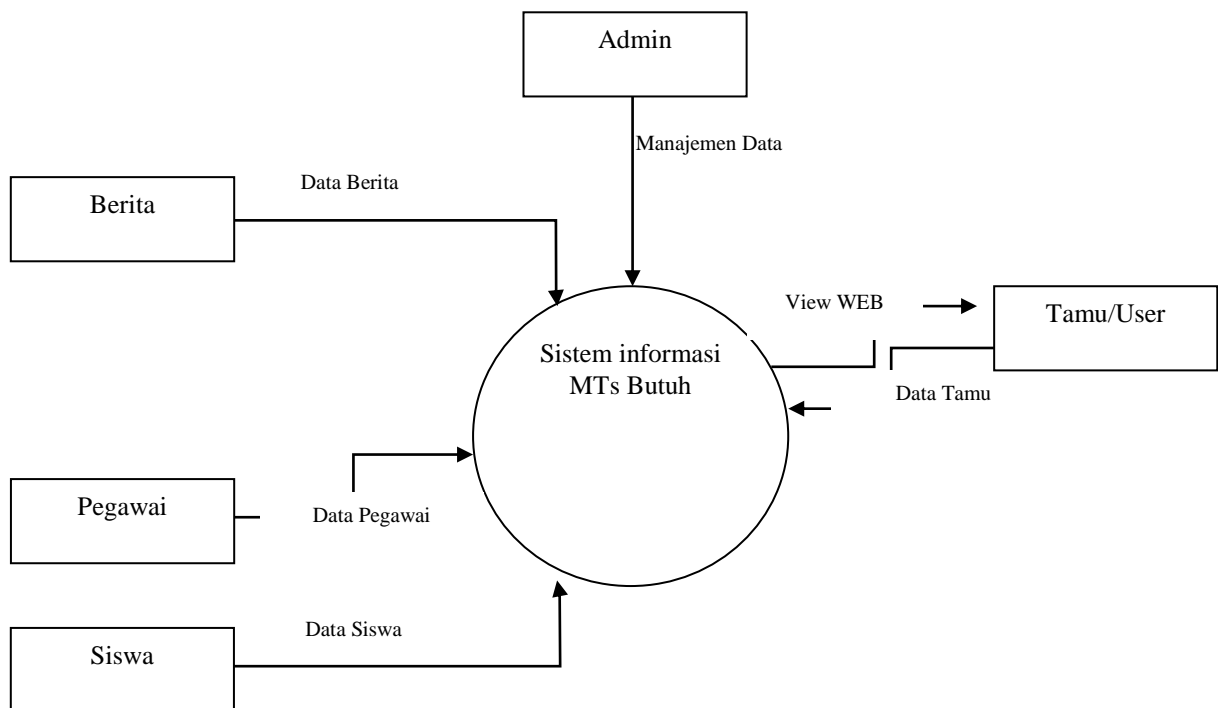 Admin
Manajemen Data
Data Berita
Berita
View WEB
Tamu/User
Sistem informasi
MTs Butuh
Data Tamu
Pegawai
Data Pegawai
Data Siswa
Siswa